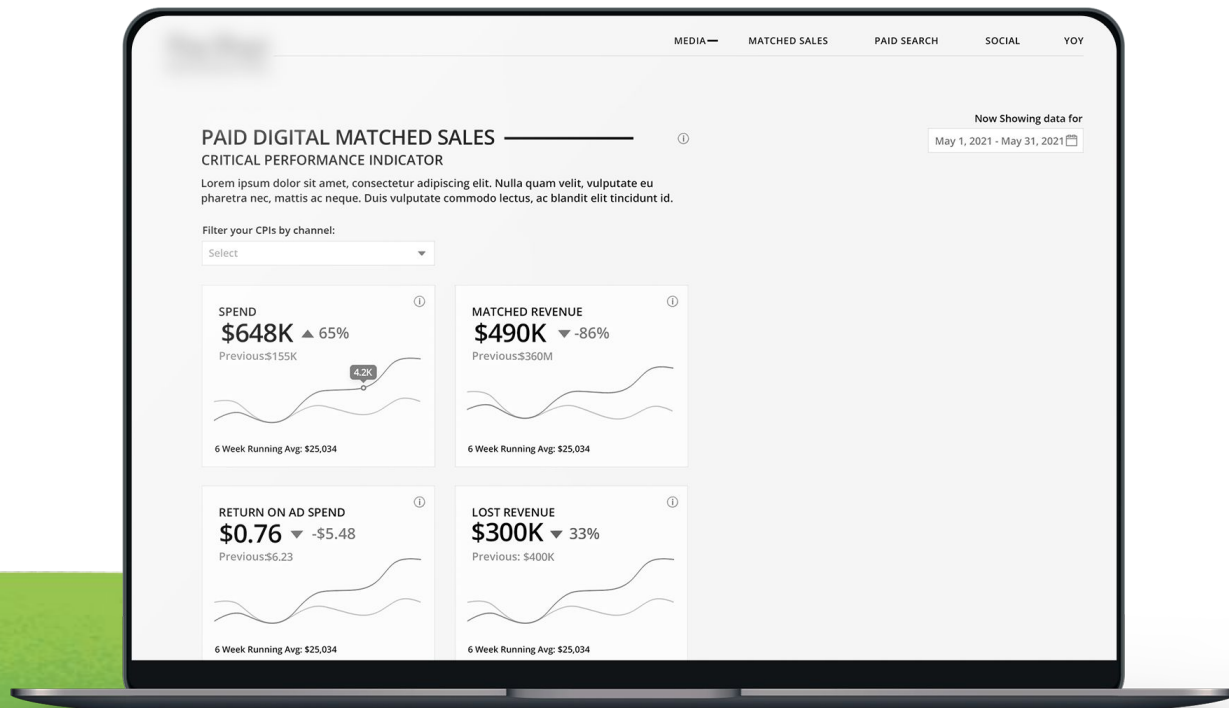 MEDIA
MATCHED SALES
PAID SEARCH
SOCIAL
YOY
Now Showing data for
May 1, 2021 - May 31, 2021
PAID DIGITAL MATCHED SALES
CRITICAL PERFORMANCE INDICATOR
Lorem ipsum dolor sit amet, consectetur adipiscing elit. Nulla quam velit, vulputate eu
pharetra nec, mattis ac neque. Duis vulputate commodo lectus, ac blandit elit tincidunt id.
Filter your CPIs by channel:
Select
SPEND
$648K ▲ 65%
Previous:$155K
4.2K
6 Week Running Avg: $25,034
MATCHED REVENUE
$490K ▼ -86%
Previous:$360M
6 Week Running Avg: $25,034
RETURN ON AD SPEND
$0.76 ▼ -$5.48
Previous:$6.23
6 Week Running Avg: $25,034
LOST REVENUE
$300K ▼ 33%
Previous: $400K
6 Week Running Avg: $25,034